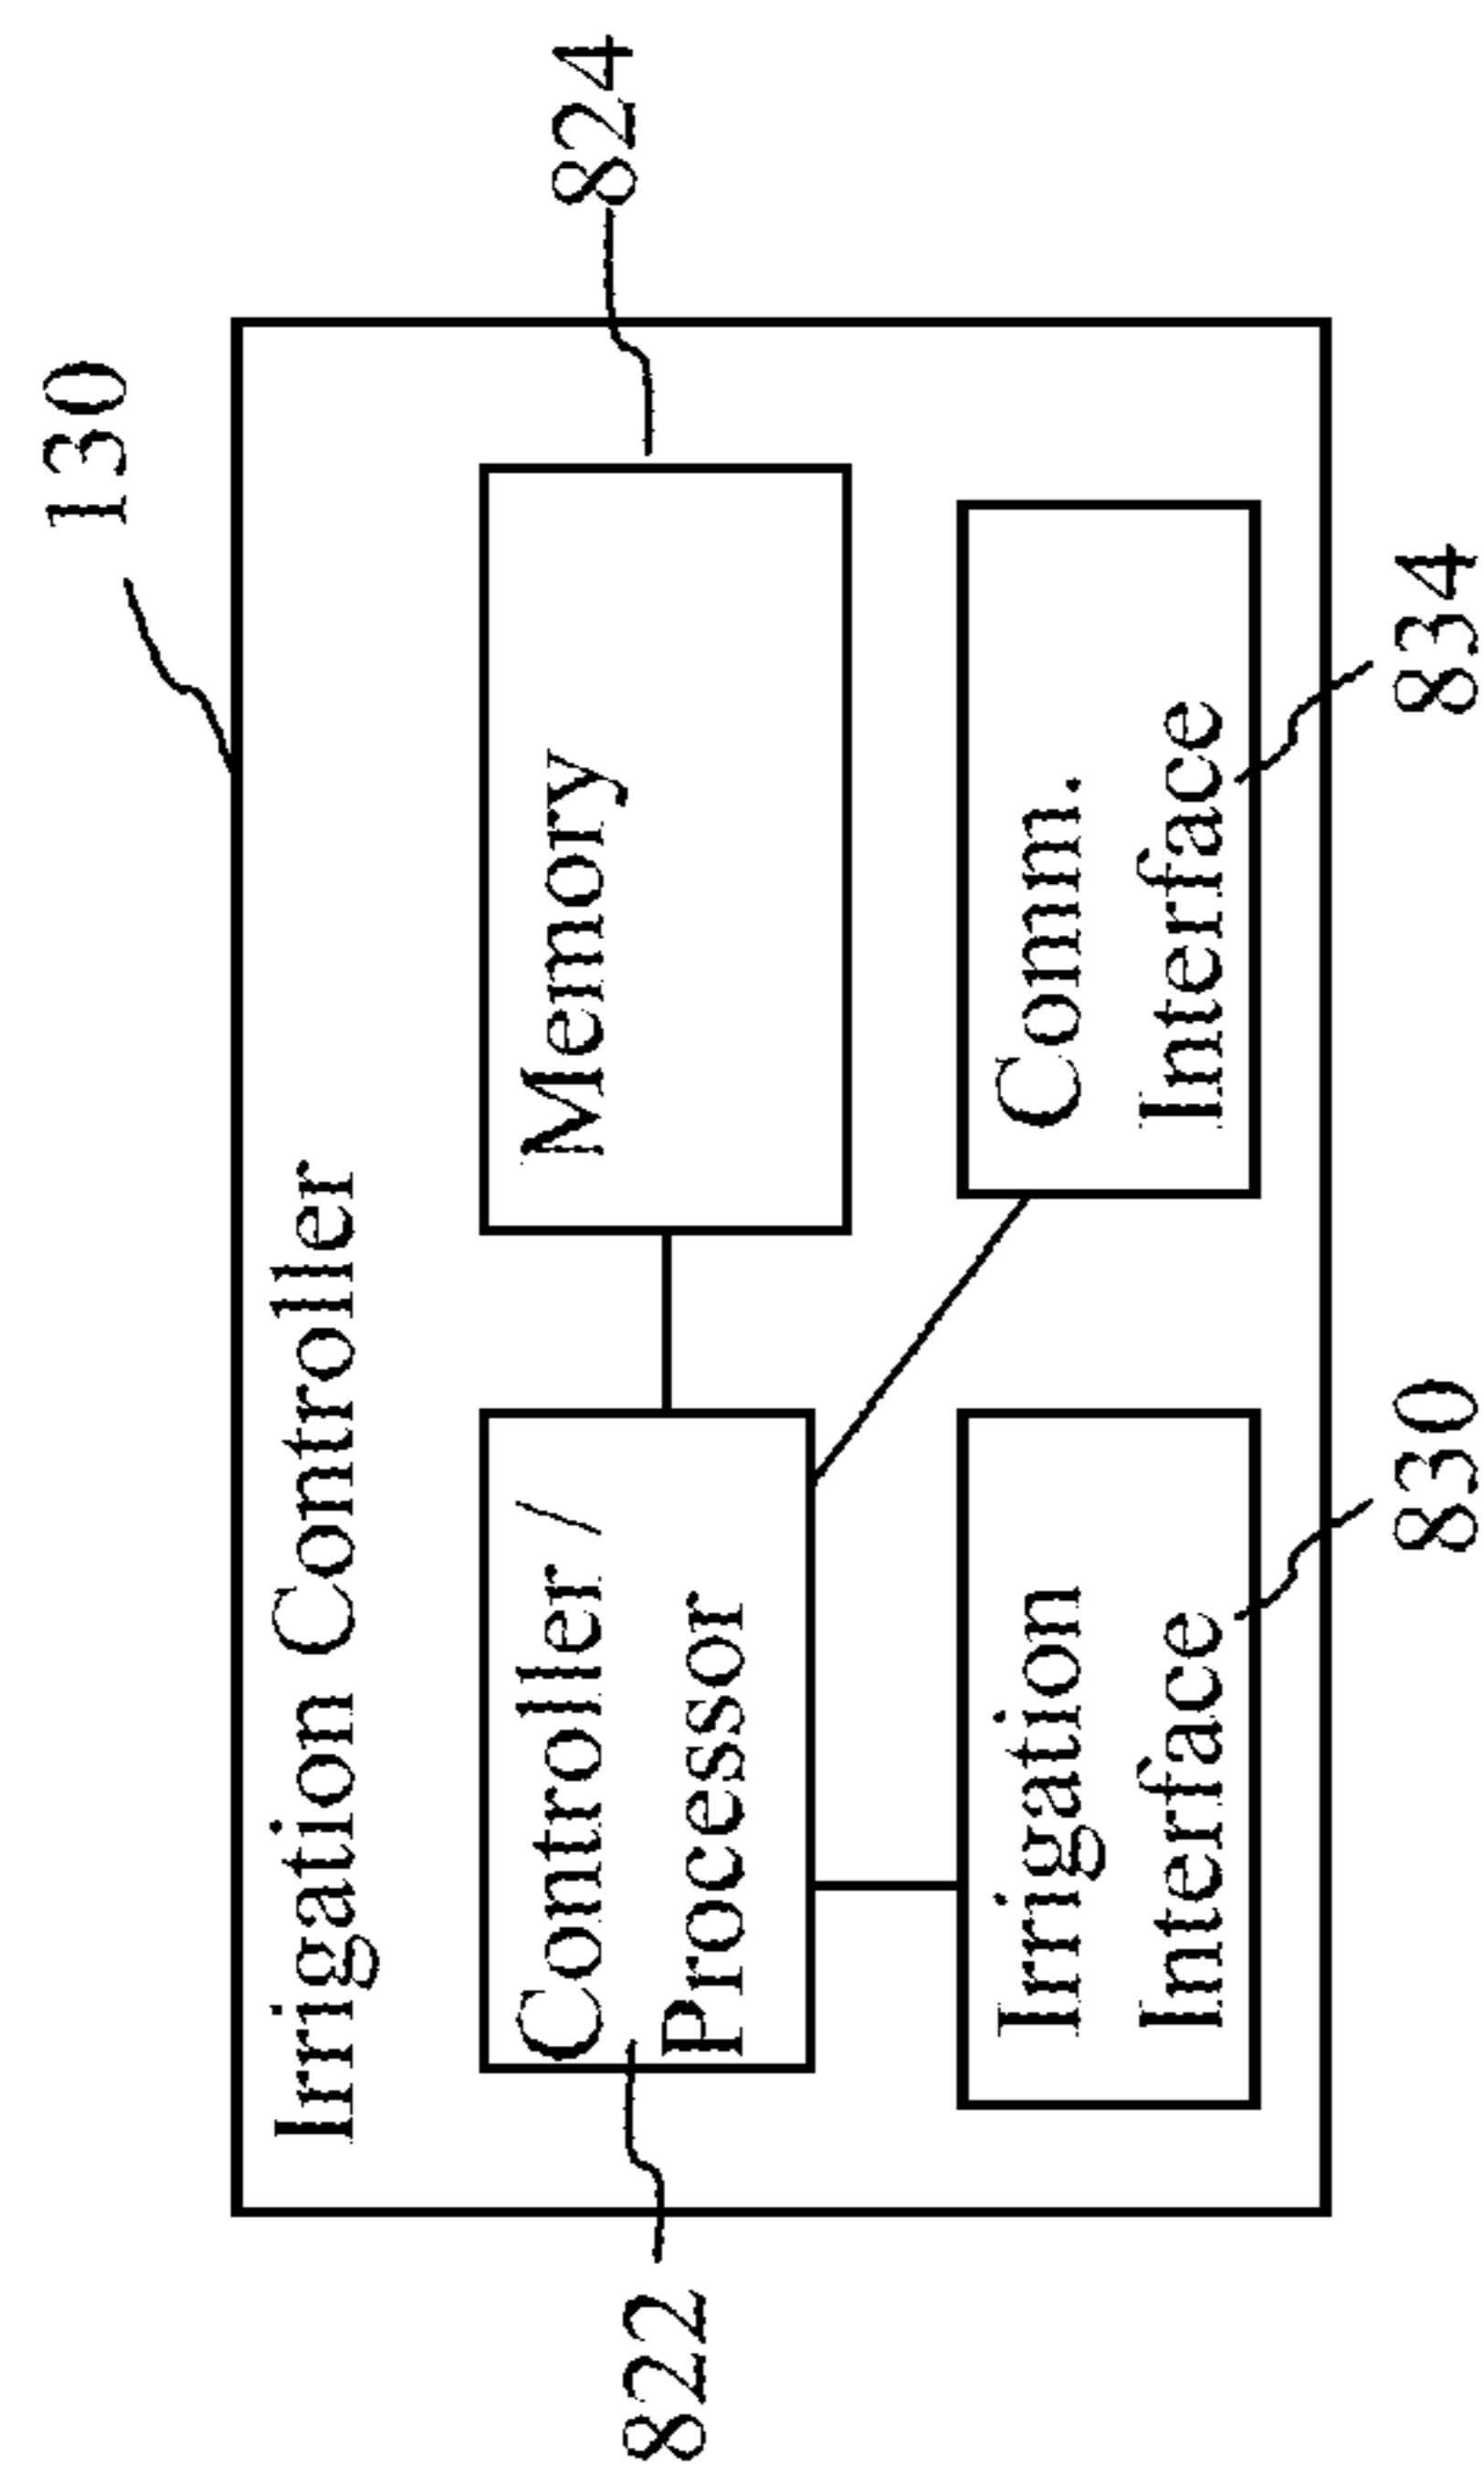 130
Irrigation Controller
822
Controller /
Processor
Memory
824
Irrigation
Interface
Comm.
Interface
830
834